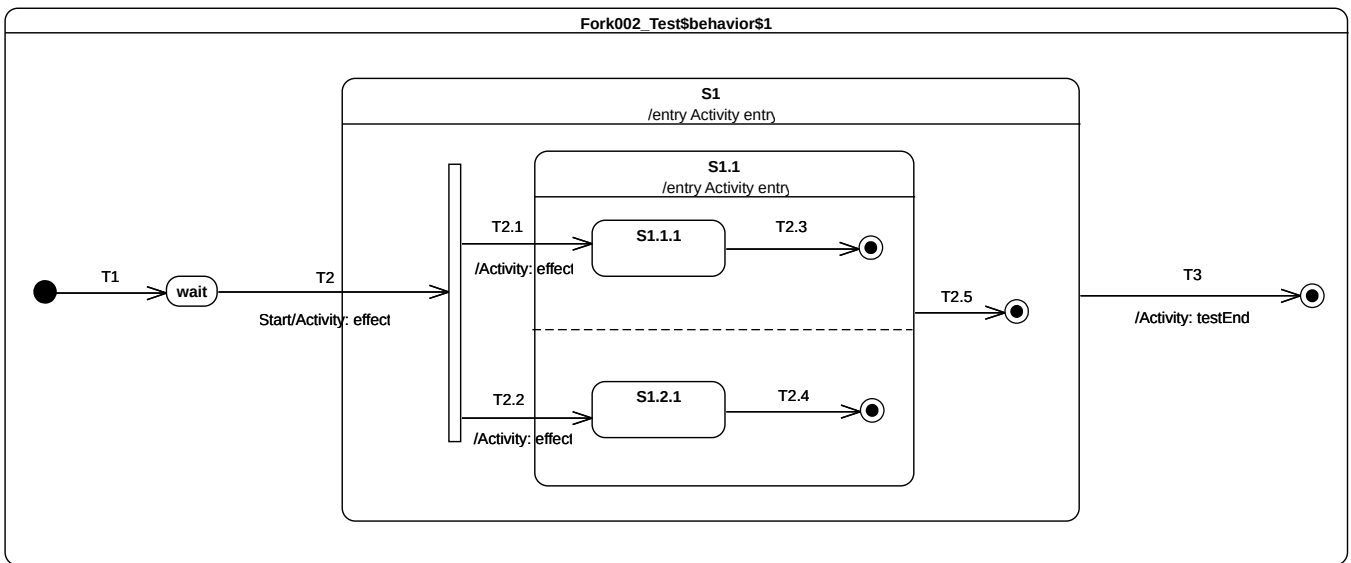 Fork002_Test$behavior$1
S1
/entry Activity entry
S1.1
/entry Activity entry
T2.1
S1.1.1
T2.3
/Activity: effect
T1
wait
T2
Start/Activity: effect
T2.5
T3
/Activity: testEnd
T2.2
S1.2.1
T2.4
/Activity: effect